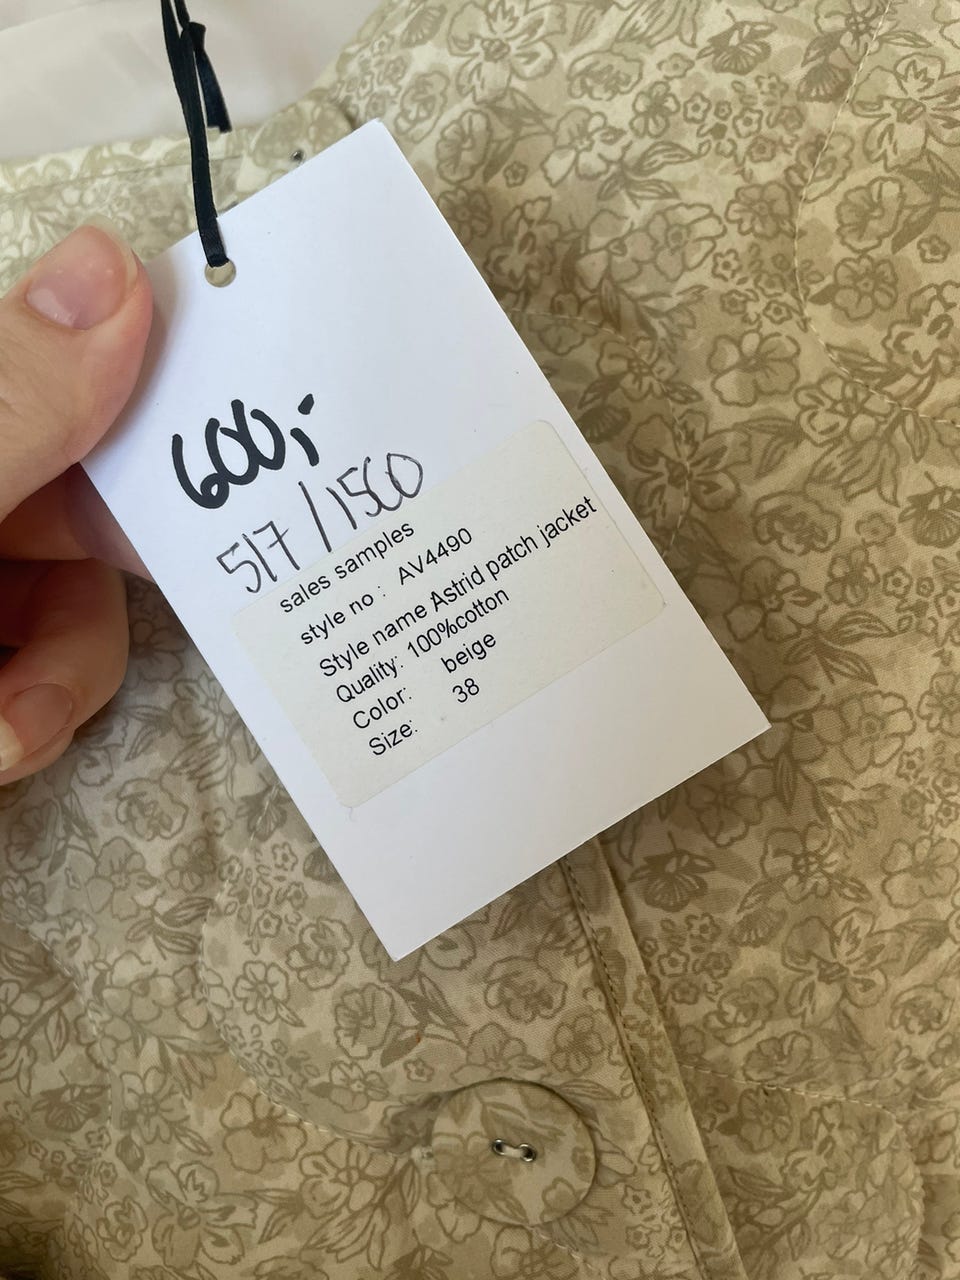 600,-
517/1500
sales samples
style no : AV4490
Style name Astrid patch jacket
Quality: 100%cotton
Color: beige
Size: 38